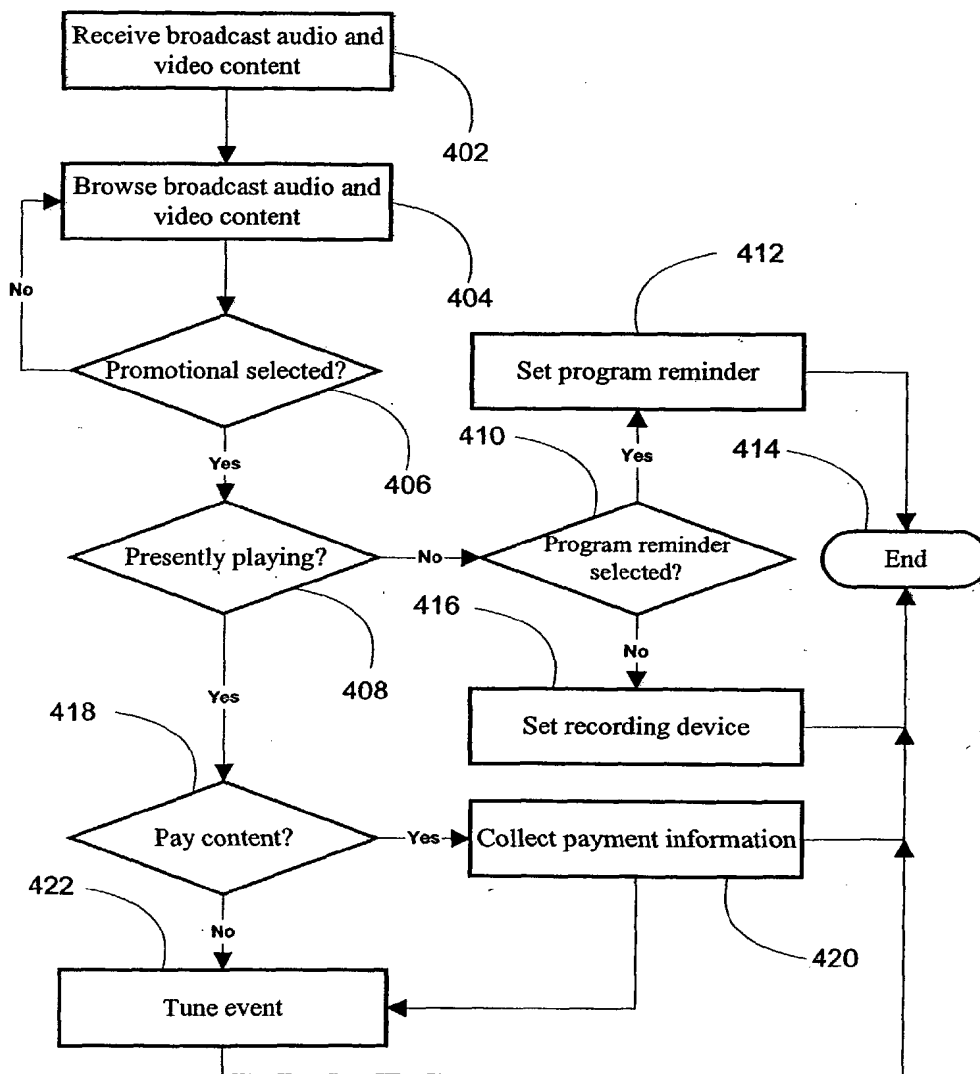 Receive broadcast audio and
video content
402
Browse broadcast audio and
video content
404
No
412
Promotional selected?
Set program reminder
406
Yes
410
Yes
414
Presently playing?
No
Program reminder
selected?
End
416
408
No
Yes
418
Set recording device
Pay content?
Yes
Collect payment information
422
No
420
Tune event